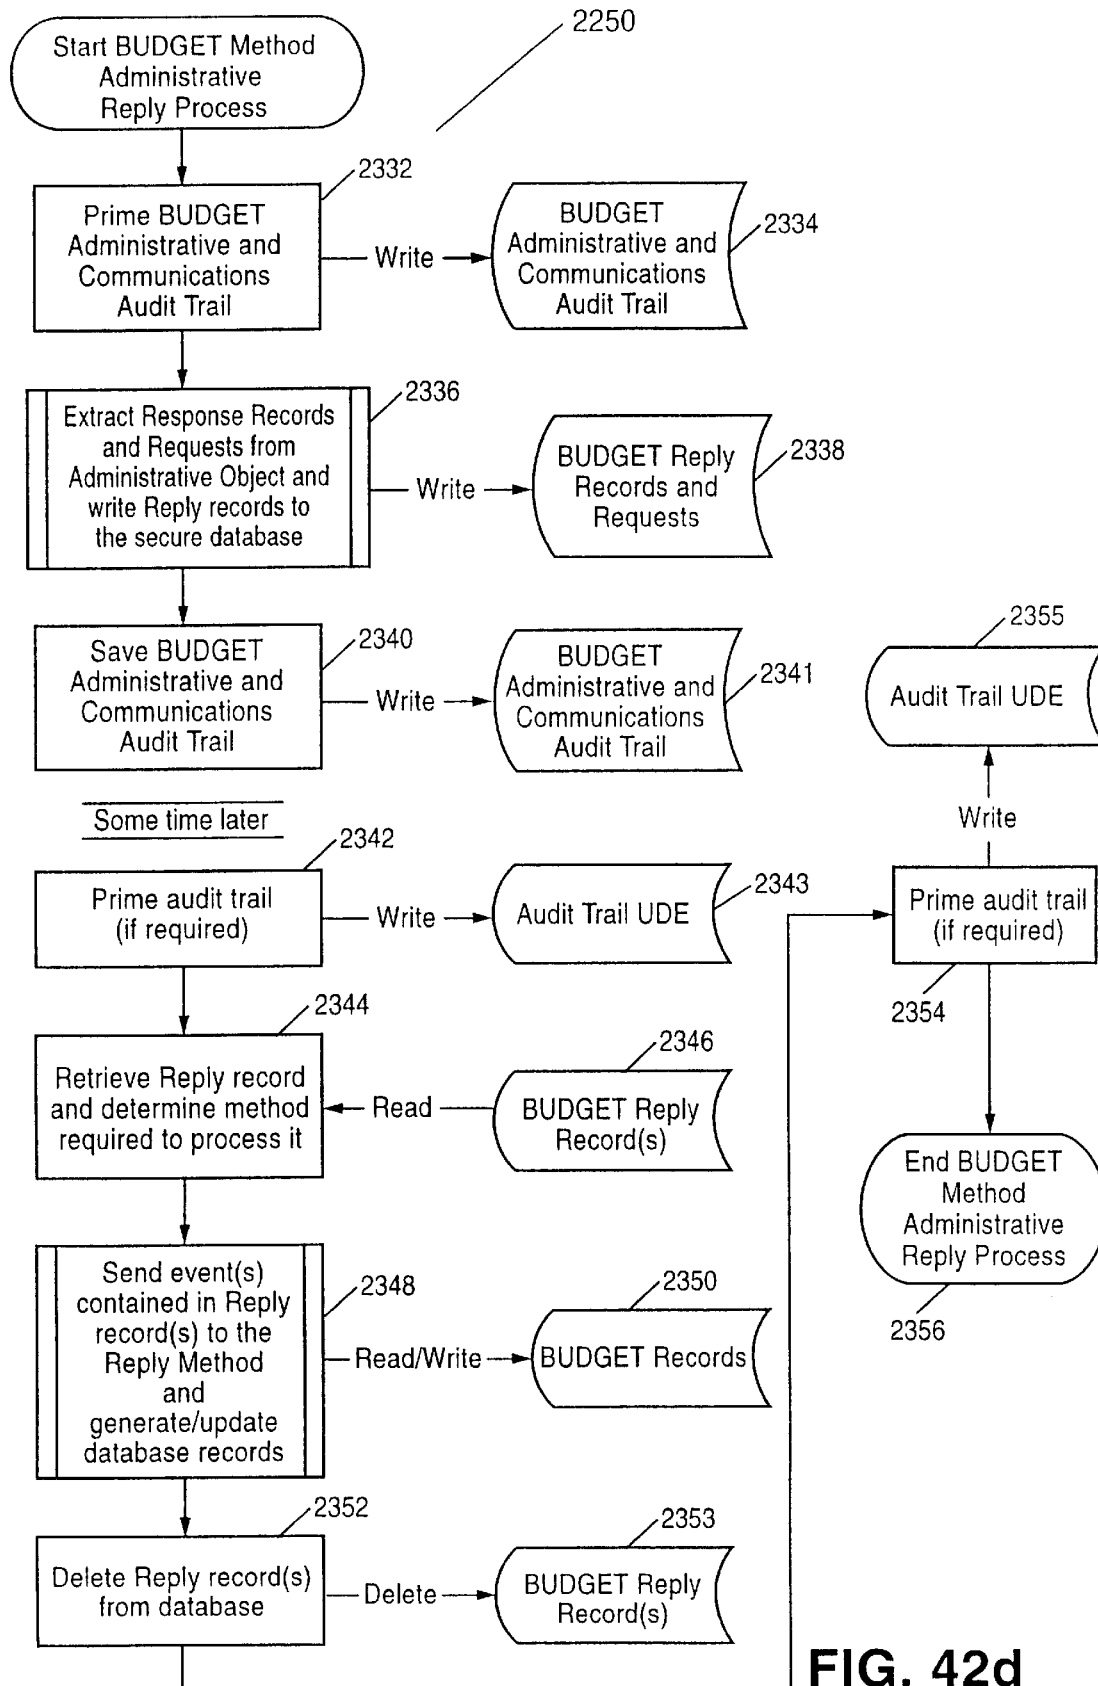 Start BUDGET Method
Administrative
Reply Process
2250
2332
Prime BUDGET
Administrative and
Communications
Audit Trail
Write
BUDGET
Administrative and
Communications
Audit Trail
2334
2336
Extract Response Records
and Requests from
Administrative Object and
write Reply records to
the secure database
Write
BUDGET Reply
Records and
Requests
2338
2340
Save BUDGET
Administrative and
Communications
Audit Trail
Write
BUDGET
Administrative and
Communications
Audit Trail
2341
Some time later
2342
Prime audit trail
(if required)
Write
Audit Trail UDE
2343
2344
Retrieve Reply record
and determine method
required to process it
Read
2346
BUDGET Reply
Record(s)
Send event(s)
contained in Reply
record(s) to the
Reply Method
and
generate/update
database records
2348
Read/Write
2350
BUDGET Records
2352
Delete Reply record(s)
from database
Delete
2353
BUDGET Reply
Record(s)
2355
Audit Trail UDE
Write
Prime audit trail
(if required)
2354
End BUDGET
Method
Administrative
Reply Process
2356
FIG. 42d